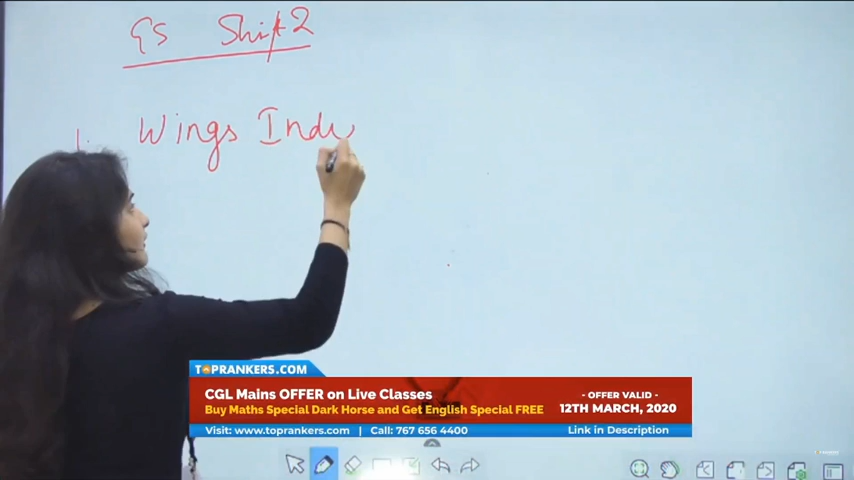 GS Shift 2
1. Wings Indi
TOPRANKERS.COM
CGL Mains OFFER on Live Classes
Buy Maths Special Dark Horse and Get English Special FREE
- OFFER VALID -
12TH MARCH, 2020
Visit: www.toprankers.com | Call: 767 656 4400
Link in Description